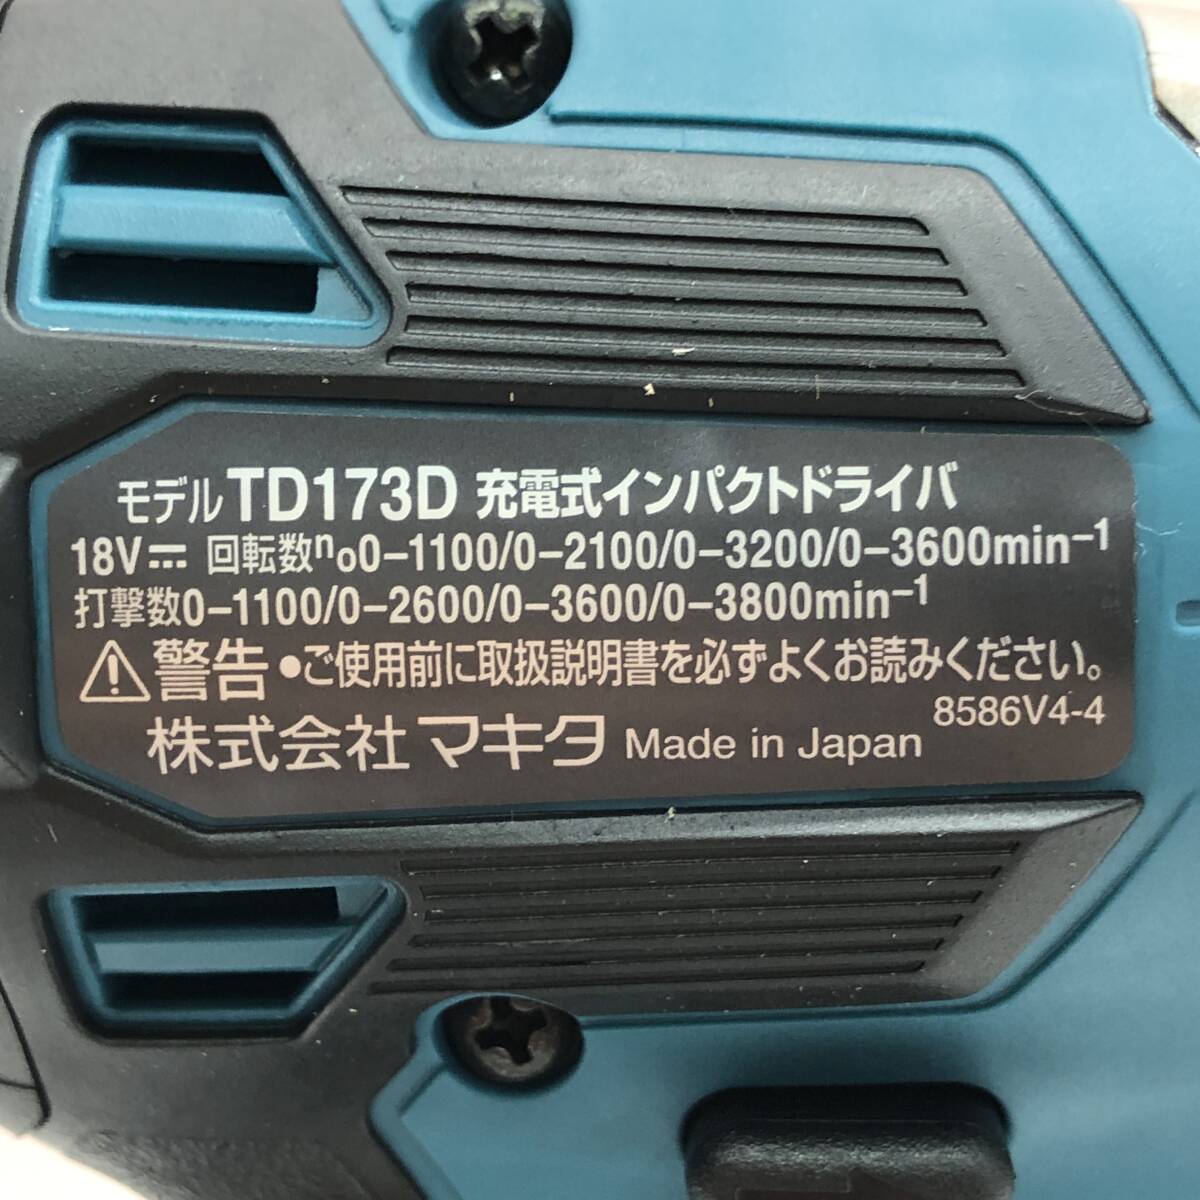 モデル TD173D 充電式インパクトドライバ
18V⎓ 回転数n₀0-1100/0-2100/0-3200/0-3600min⁻¹
打撃数0-1100/0-2600/0-3600/0-3800min⁻¹
⚠警告 ●ご使用前に取扱説明書を必ずよくお読みください。
8586V4-4
株式会社マキタ Made in Japan